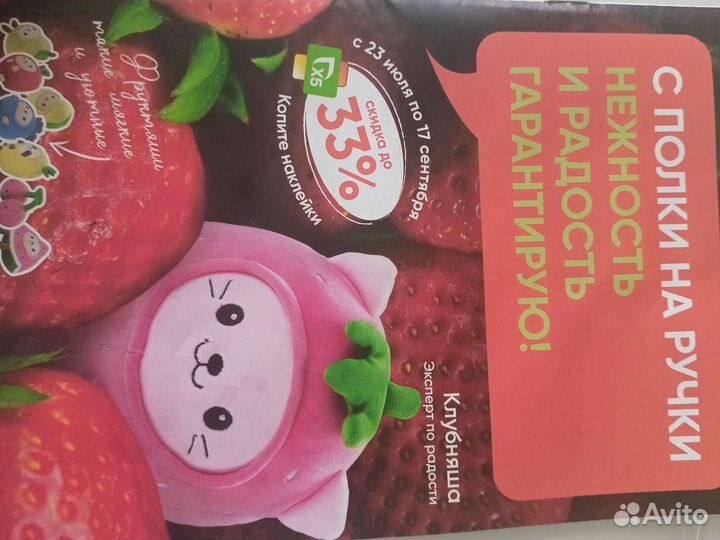 С ПОЛКИ НА РУЧКИ
НЕЖНОСТЬ
И РАДОСТЬ
ГАРАНТИРУЮ!
с 23 июля по 17 сентября
X5
скидка до
33%
Копите наклейки
Фруктяши
такие мягкие
и уютные
Клубняша
Эксперт по радости
Avito